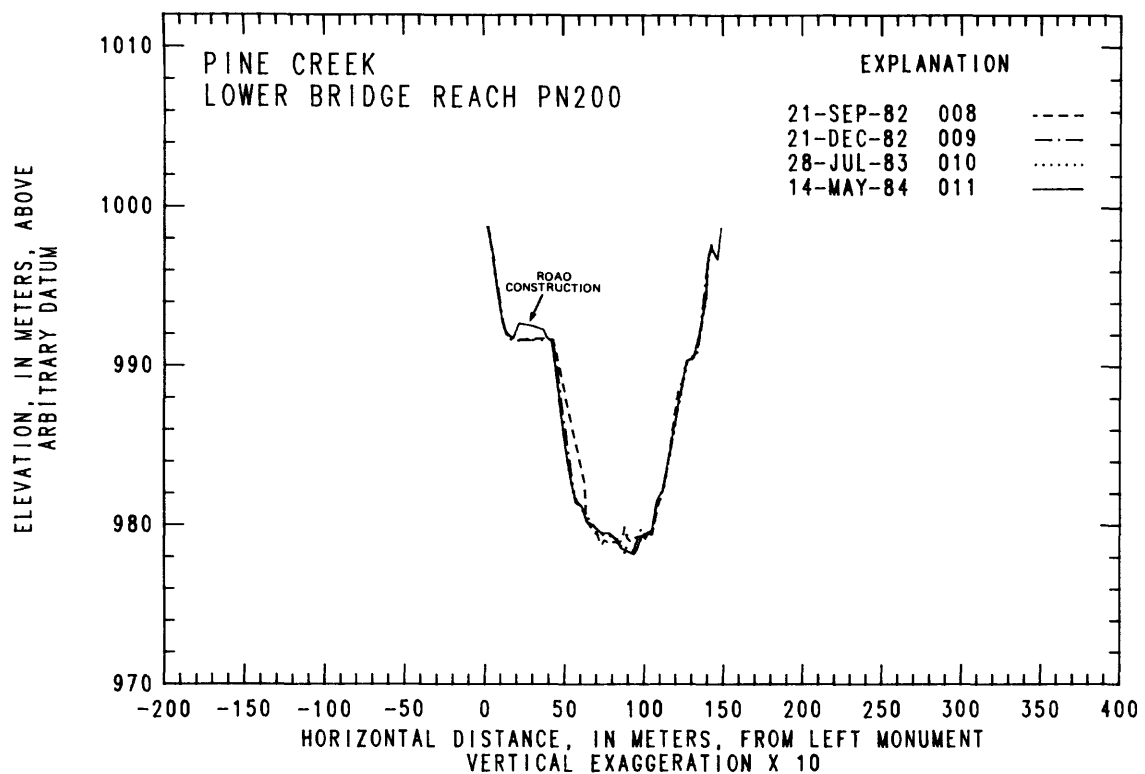 PINE CREEK
LOWER BRIDGE REACH PN200
EXPLANATION
21-SEP-82 008
21-DEC-82 009
28-JUL-83 010
14-MAY-84 011
ROAO
CONSTRUCTION
ELEVATION, IN METERS, ABOVE
ARBITRARY DATUM
1010
1000
990
980
970
-200 -150 -100 -50 0 50 100 150 200 250 300 350 400
HORIZONTAL DISTANCE, IN METERS, FROM LEFT MONUMENT
VERTICAL EXAGGERATION X 10